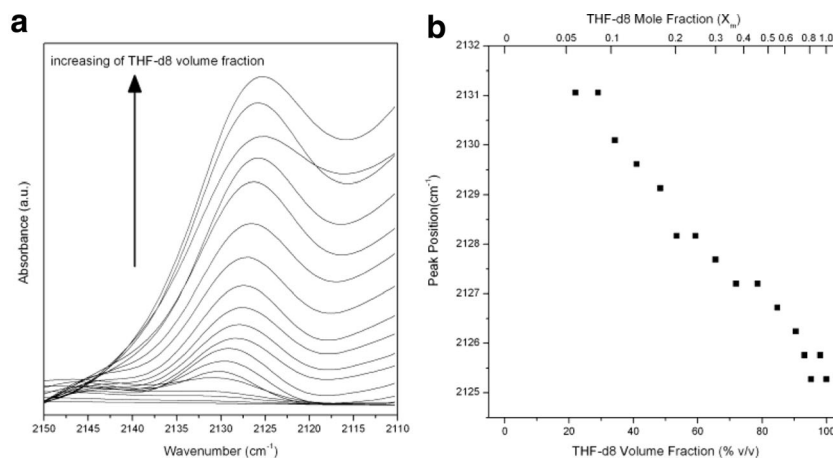 a
increasing of THF-d8 volume fraction
Absorbance (a.u.)
2150 2145 2140 2135 2130 2125 2120 2115 2110
Wavenumber (cm⁻¹)
b
THF-d8 Mole Fraction (Xₘ)
0 0.05 0.1 0.2 0.3 0.4 0.5 0.6 0.8 1.0
2132
2131
2130
2129
2128
2127
2126
2125
Peak Position(cm⁻¹)
0 20 40 60 80 100
THF-d8 Volume Fraction (% v/v)